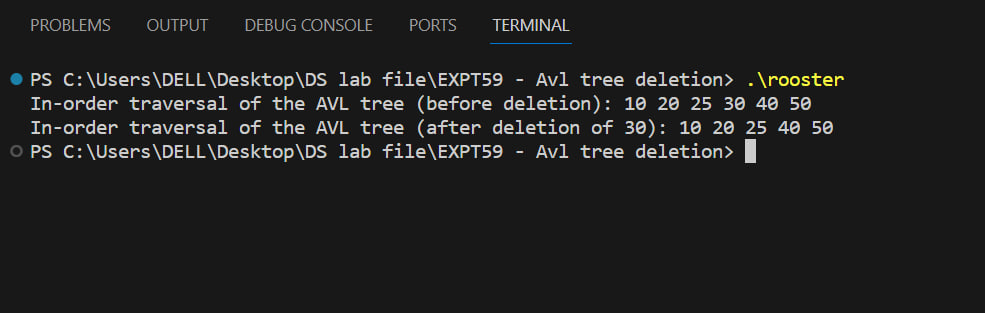 PROBLEMS OUTPUT DEBUG CONSOLE PORTS TERMINAL
PS C:\Users\DELL\Desktop\DS lab file\EXPT59 - Avl tree deletion> .\rooster
In-order traversal of the AVL tree (before deletion): 10 20 25 30 40 50
In-order traversal of the AVL tree (after deletion of 30): 10 20 25 40 50
PS C:\Users\DELL\Desktop\DS lab file\EXPT59 - Avl tree deletion>